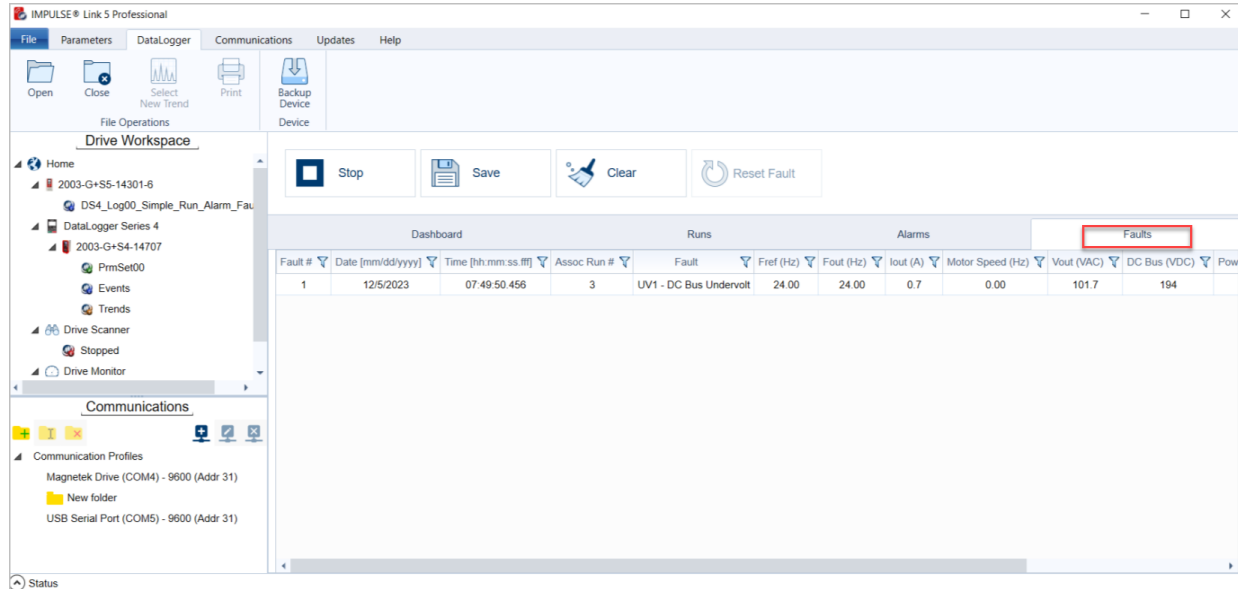 IMPULSE® Link 5 Professional
File Parameters DataLogger Communications Updates Help
Open Close Select New Trend Print Backup Device
File Operations Device
Drive Workspace
Home
2003-G+S5-14301-6
DS4_Log00_Simple_Run_Alarm_Fau
DataLogger Series 4
2003-G+S4-14707
PrmSet00
Events
Trends
Drive Scanner
Stopped
Drive Monitor
Communications
Communication Profiles
Magnetek Drive (COM4) - 9600 (Addr 31)
New folder
USB Serial Port (COM5) - 9600 (Addr 31)
Stop Save Clear Reset Fault
Dashboard Runs Alarms Faults
Fault # Date [mm/dd/yyyy] Time [hh:mm:ss.fff] Assoc Run # Fault Fref (Hz) Fout (Hz) Iout (A) Motor Speed (Hz) Vout (VAC) DC Bus (VDC) Pow
1 12/5/2023 07:49:50.456 3 UV1 - DC Bus Undervolt 24.00 24.00 0.7 0.00 101.7 194
Status